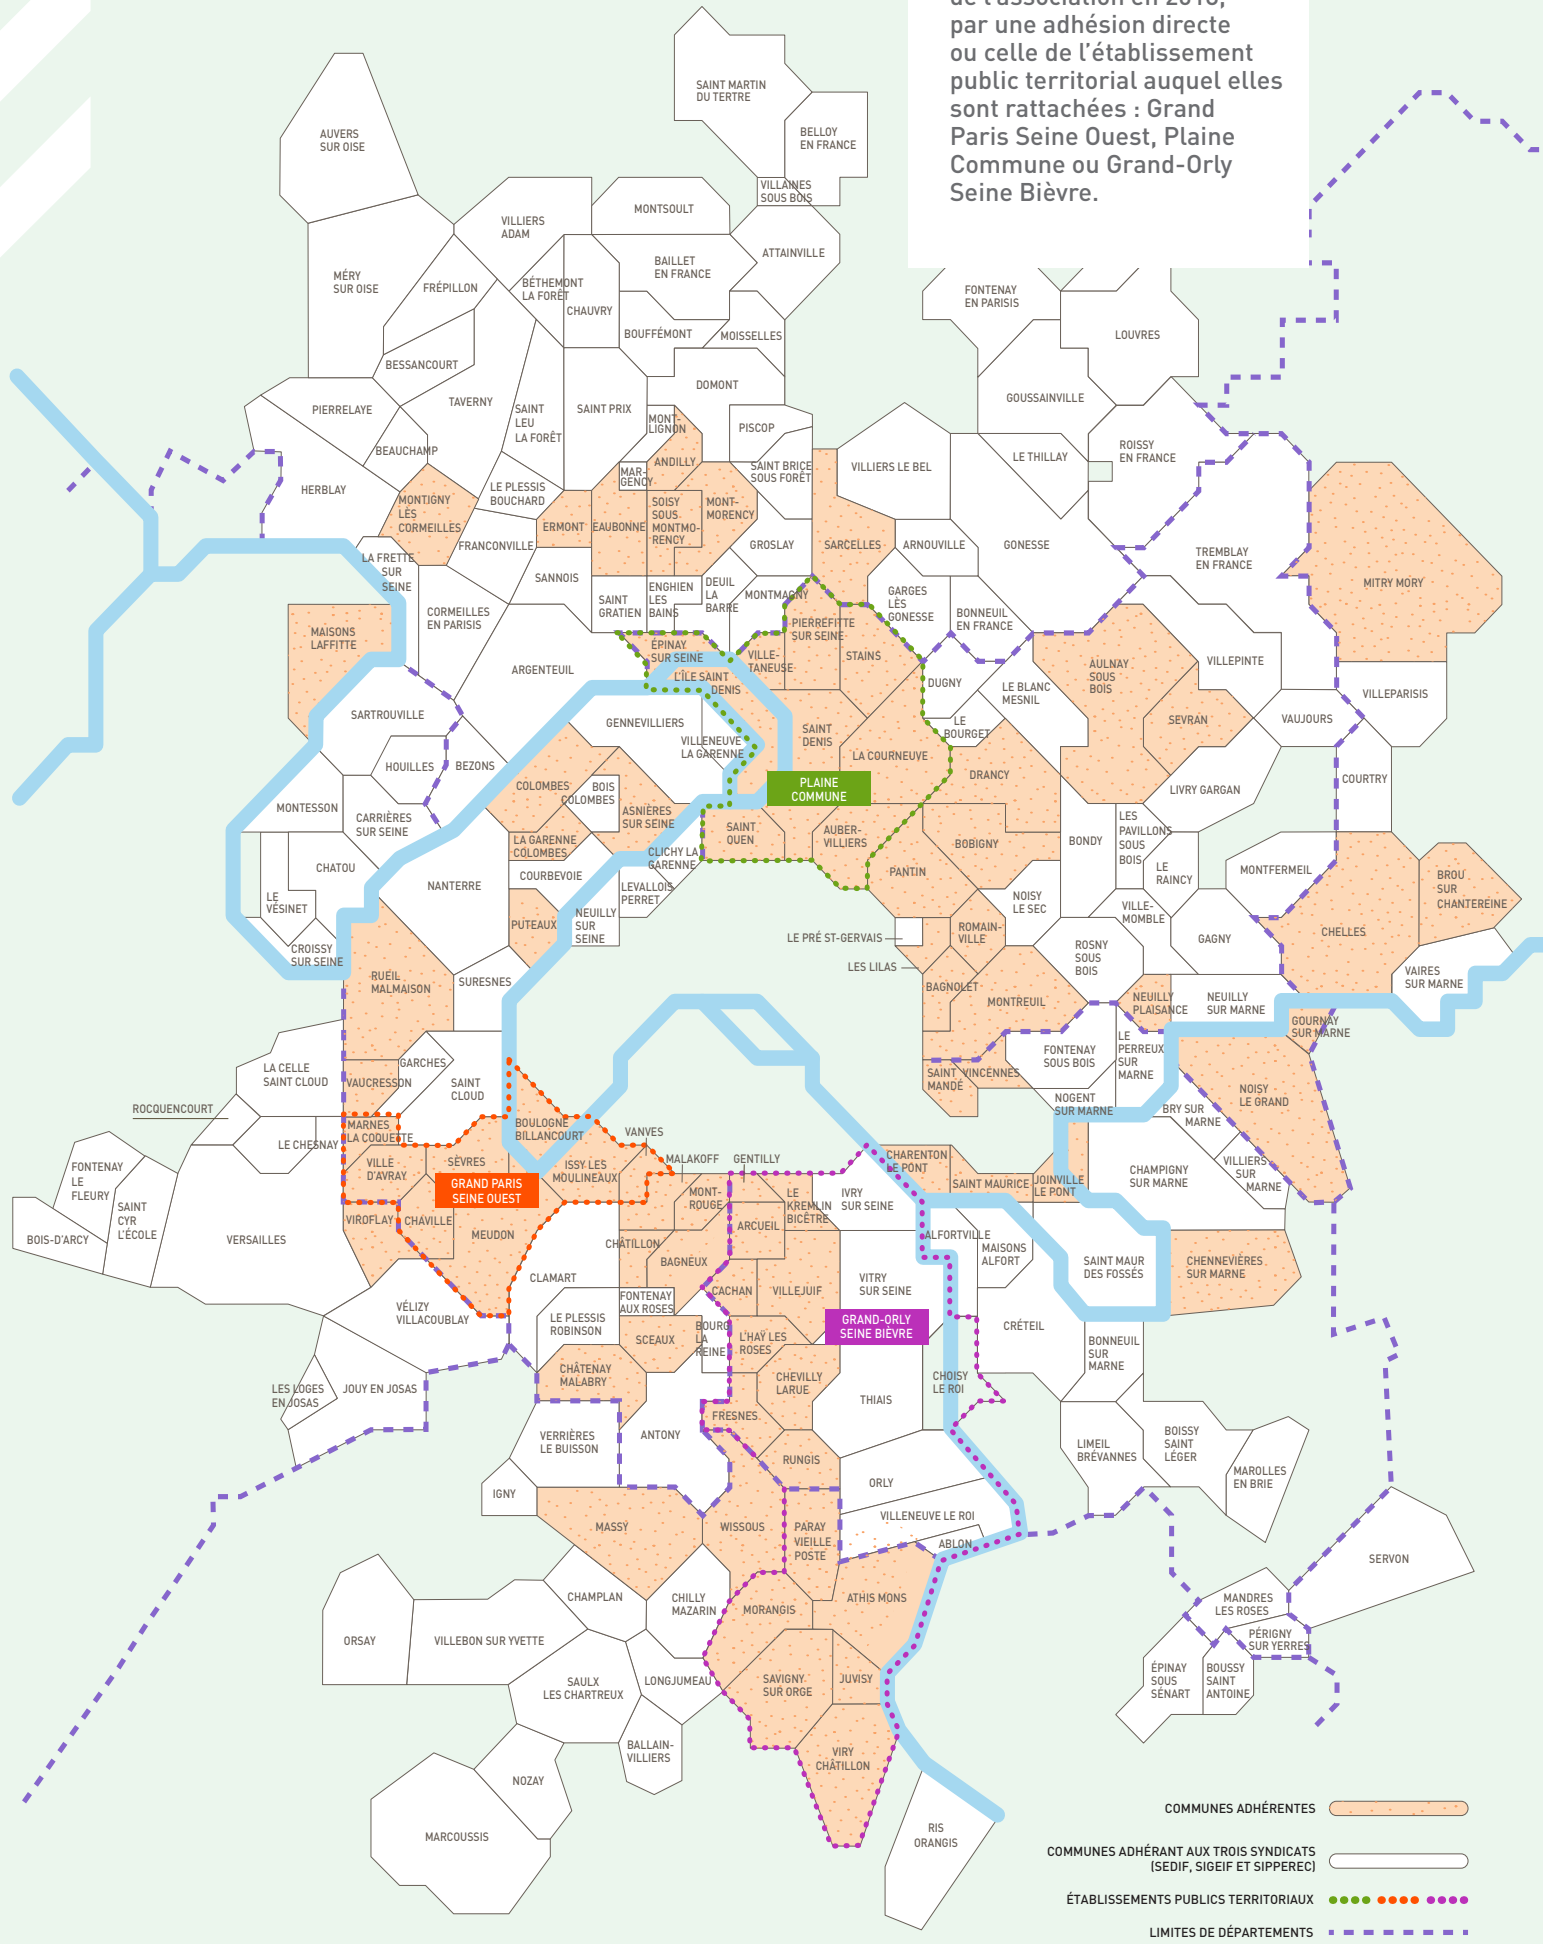 par une adhésion directe
ou celle de l'établissement
public territorial auquel elles
sont rattachées : Grand
Paris Seine Ouest, Plaine
Commune ou Grand-Orly
Seine Bièvre.
SAINT MARTIN
DU TERTRE
AUVERS
SUR OISE
BELLOY
EN FRANCE
VILLAINES
SOUS BOIS
MONTSOULT
VILLIERS
ADAM
ATTAINVILLE
BAILLET
EN FRANCE
MÉRY
SUR OISE
FRÉPILLON
BÉTHEMONT
LA FORÊT
CHAUVRY
FONTENAY
EN PARISIS
BOUFFÉMONT
MOISSELLES
LOUVRES
BESSANCOURT
DOMONT
TAVERNY
GOUSSAINVILLE
PIERRELAYE
SAINT
LEU
LA FORÊT
SAINT PRIX
MONT-
LIGNON
PISCOP
BEAUCHAMP
ROISSY
EN FRANCE
LE THILLAY
ANDILLY
SAINT BRICE
SOUS FORÊT
VILLIERS LE BEL
MAR-
GENCY
HERBLAY
LE PLESSIS
BOUCHARD
MONTIGNY
LÈS
CORMEILLES
SOISY
SOUS
MONTMO-
RENCY
MONT-
MORENCY
ERMONT
EAUBONNE
FRANCONVILLE
GROSLAY
SARCELLES
ARNOUVILLE
GONESSE
TREMBLAY
EN FRANCE
LA FRETTE
SUR
SEINE
SANNOIS
MITRY MORY
ENGHIEN
LES
BAINS
DEUIL
LA
BARRE
MONTMAGNY
GARGES
LÈS
GONESSE
SAINT
GRATIEN
CORMEILLES
EN PARISIS
BONNEUIL
EN FRANCE
PIERREFITTE
SUR SEINE
MAISONS
LAFFITTE
ÉPINAY
SUR SEINE
VILLE-
TANEUSE
STAINS
AULNAY
SOUS
BOIS
VILLEPINTE
ARGENTEUIL
L'ÎLE SAINT
DENIS
DUGNY
LE BLANC
MESNIL
VILLEPARISIS
SARTROUVILLE
GENNEVILLIERS
LE
BOURGET
SEVRAN
VAUJOURS
SAINT
DENIS
VILLENEUVE
LA GARENNE
LA COURNEUVE
HOUILLES
BEZONS
DRANCY
COURTRY
COLOMBES
BOIS
COLOMBES
PLAINE
COMMUNE
LIVRY GARGAN
MONTESSON
CARRIÈRES
SUR SEINE
ASNIÈRES
SUR SEINE
SAINT
OUEN
AUBER-
VILLIERS
LES
PAVILLONS
SOUS
BOIS
LA GARENNE
COLOMBES
BOBIGNY
BONDY
CLICHY LA
GARENNE
CHATOU
COURBEVOIE
PANTIN
LE
RAINCY
MONTFERMEIL
BROU
SUR
CHANTEREINE
NANTERRE
LEVALLOIS
PERRET
LE
VÉSINET
NOISY
LE SEC
VILLE-
MOMBLE
PUTEAUX
NEUILLY
SUR
SEINE
ROMAIN-
VILLE
LE PRÉ ST-GERVAIS
GAGNY
CHELLES
CROISSY
SUR SEINE
ROSNY
SOUS
BOIS
LES LILAS
RUEIL
MALMAISON
SURESNES
BAGNOLET
MONTREUIL
VAIRES
SUR MARNE
NEUILLY
PLAISANCE
NEUILLY
SUR MARNE
GOURNAY
SUR MARNE
LE
PERREUX
SUR
MARNE
FONTENAY
SOUS BOIS
GARCHES
LA CELLE
SAINT CLOUD
VAUCRESSON
SAINT
CLOUD
SAINT
MANDÉ
VINCENNES
NOISY
LE GRAND
NOGENT
SUR MARNE
ROCQUENCOURT
BRY SUR
MARNE
MARNES
LA COQUETTE
BOULOGNE
BILLANCOURT
VANVES
LE CHESNAY
CHARENTON
LE PONT
MALAKOFF
GENTILLY
VILLE
D'AVRAY
SÈVRES
ISSY LES
MOULINEAUX
FONTENAY
LE
FLEURY
VILLIERS
SUR
MARNE
CHAMPIGNY
SUR MARNE
GRAND PARIS
SEINE OUEST
SAINT MAURICE
JOINVILLE
LE PONT
MONT-
ROUGE
LE
KREMLIN
BICÊTRE
IVRY
SUR SEINE
SAINT
CYR
L'ÉCOLE
VIROFLAY
CHAVILLE
MEUDON
ARCUEIL
BOIS-D'ARCY
VERSAILLES
CHÂTILLON
ALFORTVILLE
MAISONS
ALFORT
BAGNEUX
SAINT MAUR
DES FOSSÉS
CHENNEVIÈRES
SUR MARNE
CLAMART
CACHAN
VILLEJUIF
VITRY
SUR SEINE
FONTENAY
AUX ROSES
VÉLIZY
VILLACOUBLAY
LE PLESSIS
ROBINSON
GRAND-ORLY
SEINE BIÈVRE
BOURG
LA
REINE
CRÉTEIL
SCEAUX
L'HAŸ LES
ROSES
BONNEUIL
SUR
MARNE
CHÂTENAY
MALABRY
CHEVILLY
LARUE
CHOISY
LE ROI
LES LOGES
EN JOSAS
JOUY EN JOSAS
THIAIS
FRESNES
VERRIÈRES
LE BUISSON
ANTONY
BOISSY
SAINT
LÉGER
LIMEIL
BRÉVANNES
RUNGIS
MAROLLES
EN BRIE
ORLY
IGNY
VILLENEUVE LE ROI
MASSY
WISSOUS
PARAY
VIEILLE
POSTE
ABLON
SERVON
CHAMPLAN
CHILLY
MAZARIN
ATHIS MONS
MANDRES
LES ROSES
MORANGIS
ORSAY
VILLEBON SUR YVETTE
PÉRIGNY
SUR YERRES
ÉPINAY
SOUS
SÉNART
BOUSSY
SAINT
ANTOINE
SAULX
LES CHARTREUX
LONGJUMEAU
SAVIGNY
SUR ORGE
JUVISY
BALLAIN-
VILLIERS
VIRY
CHÂTILLON
NOZAY
MARCOUSSIS
RIS
ORANGIS
COMMUNES ADHÉRENTES
COMMUNES ADHÉRANT AUX TROIS SYNDICATS
(SEDIF, SIGEIF ET SIPPEREC)
ÉTABLISSEMENTS PUBLICS TERRITORIAUX
LIMITES DE DÉPARTEMENTS